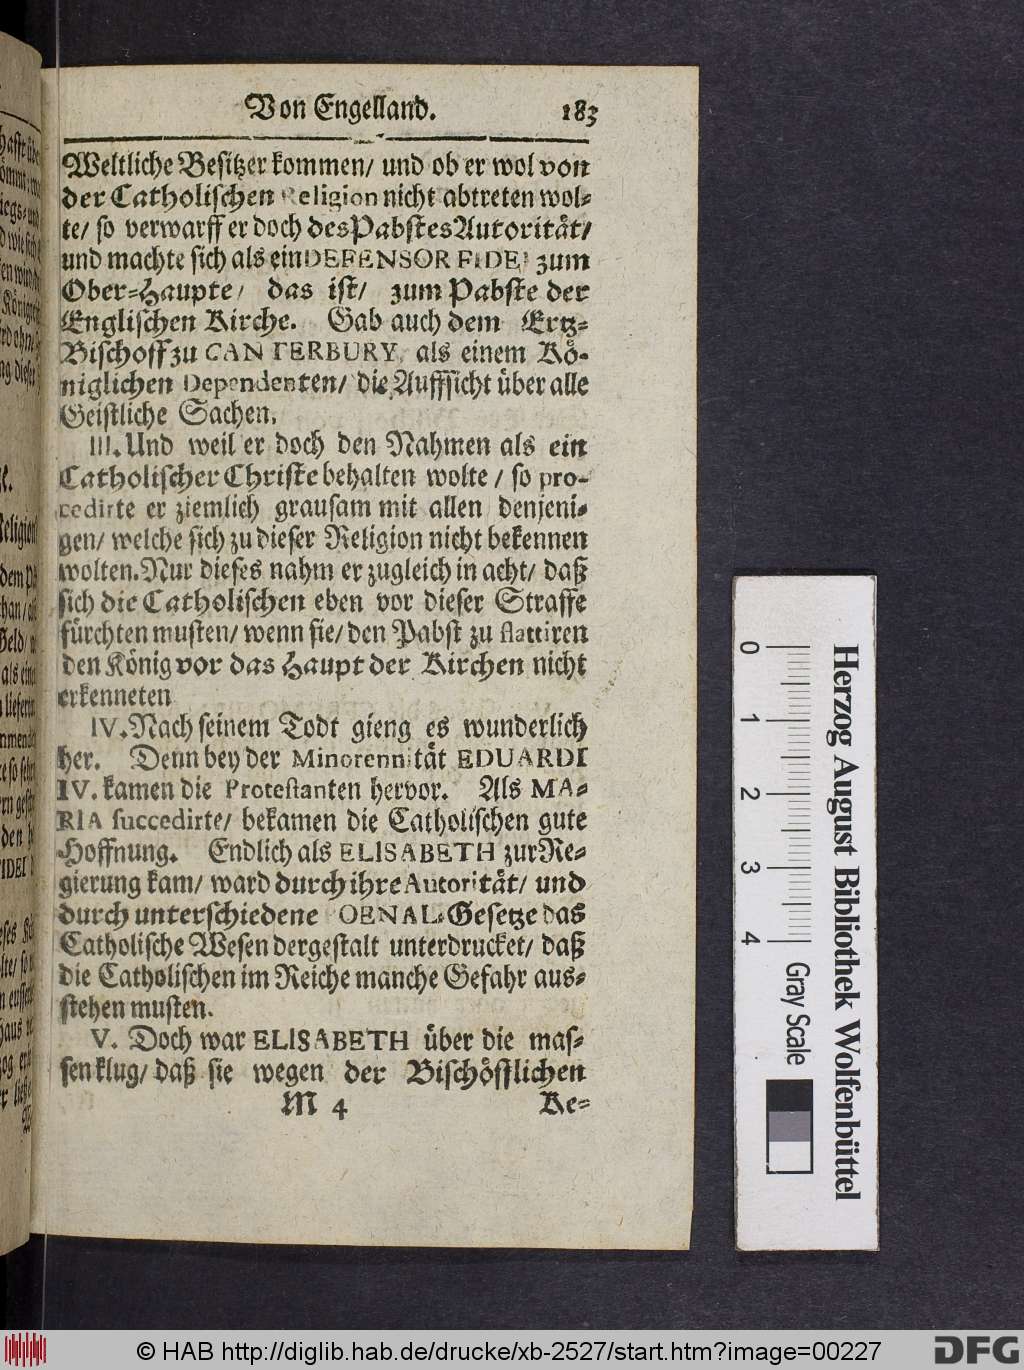 Von Engelland. 183
Weltliche Besitzer kommen/ und ob er wol von
der Catholischen Religion nicht abtreten wol-
te/ so verwarff er doch des Pabstes Autorität/
und machte sich als ein DEFENSOR FIDEI zum
Ober-Haupte/ das ist/ zum Pabste der
Englischen Kirche. Gab auch dem Ertz-
Bischoff zu CANTERBURY, als einem Kö-
niglichen Dependenten/ die Auffsicht über alle
Geistliche Sachen.
III. Und weil er doch den Nahmen als ein
Catholischer Christe behalten wolte / so pro-
cedirte er ziemlich grausam mit allen denjeni-
gen/ welche sich zu dieser Religion nicht bekennen
wolten. Nur dieses nahm er zugleich in acht/ daß
sich die Catholischen eben vor dieser Straffe
fürchten musten/ wenn sie/ den Pabst zu flattiren
den König vor das Haupt der Kirchen nicht
erkenneten
IV. Nach seinem Todt gieng es wunderlich
her. Denn bey der Minorennität EDUARDI
IV. kamen die Protestanten hervor. Als MA-
RIA succedirte/ bekamen die Catholischen gute
Hoffnung. Endlich als ELISABETH zur Re-
gierung kam/ ward durch ihre Autorität/ und
durch unterschiedene POENAL-Gesetze das
Catholische Wesen dergestalt unterdrucket/ daß
die Catholischen im Reiche manche Gefahr aus-
stehen musten.
V. Doch war ELISABETH über die mas-
sen klug/ daß sie wegen der Bischöfflichen
M 4 Re-
0 1 2 3 4
Gray Scale
Herzog August Bibliothek Wolfenbüttel
© HAB http://diglib.hab.de/drucke/xb-2527/start.htm?image=00227
DFG